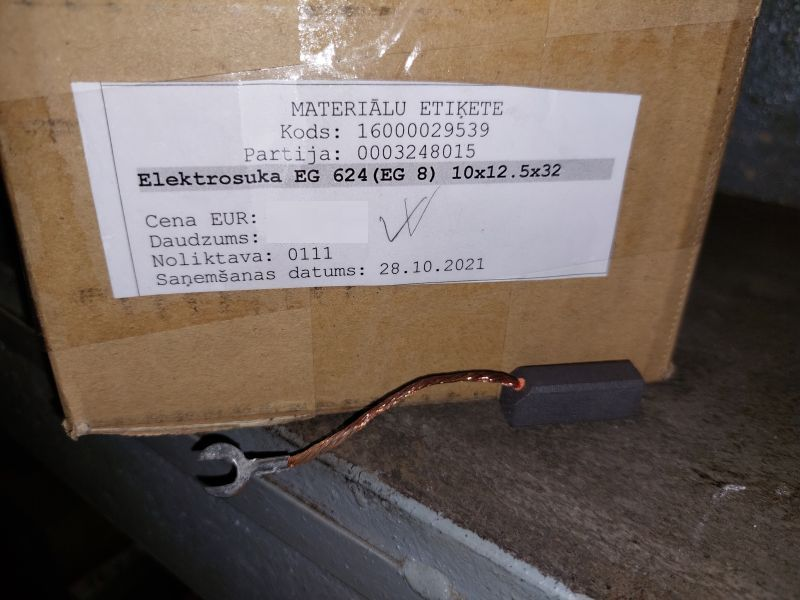 MATERIĀLU ETIĶETE
Kods: 16000029539
Partija: 0003248015
Elektrosuka EG 624(EG 8) 10x12.5x32
Cena EUR:
Daudzums:
Noliktava: 0111
Saņemšanas datums: 28.10.2021